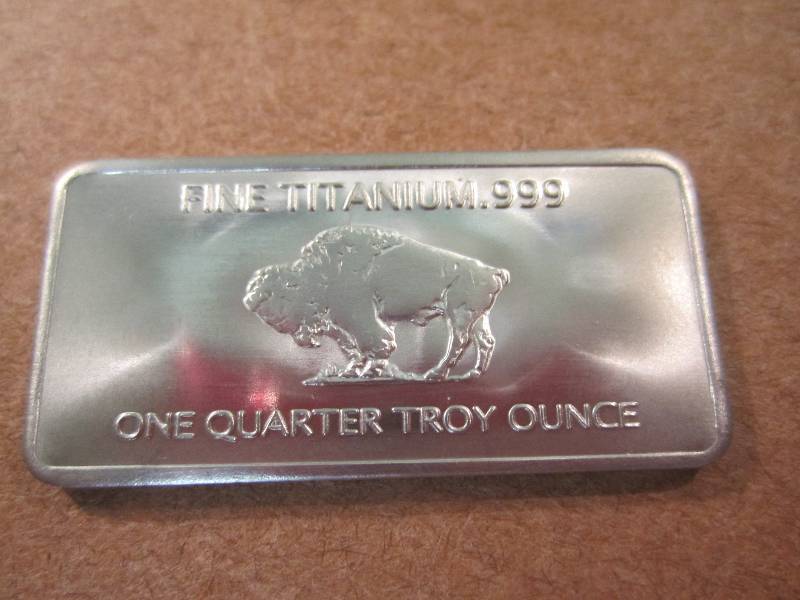 FINE TITANIUM.999
ONE QUARTER TROY OUNCE